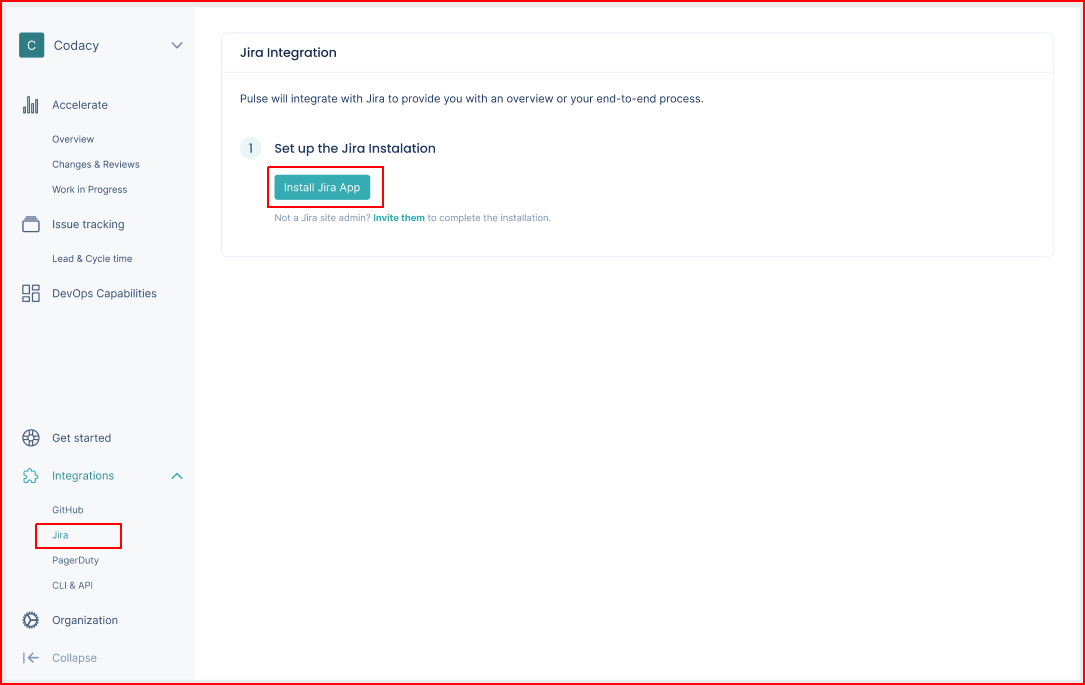 C Codacy
Accelerate
Overview
Changes & Reviews
Work in Progress
Issue tracking
Lead & Cycle time
DevOps Capabilities
Get started
Integrations
GitHub
Jira
PagerDuty
CLI & API
Organization
Collapse
Jira Integration
Pulse will integrate with Jira to provide you with an overview or your end-to-end process.
1 Set up the Jira Instalation
Install Jira App
Not a Jira site admin? Invite them to complete the installation.